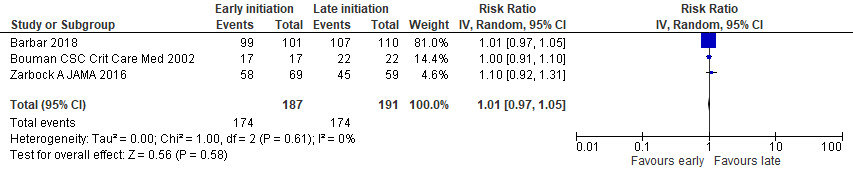 Early initiation Late initiation Risk Ratio Risk Ratio
Study or Subgroup Events Total Events Total Weight IV, Random, 95% CI IV, Random, 95% CI
Barbar 2018 99 101 107 110 81.0% 1.01 [0.97, 1.05]
Bouman CSC Crit Care Med 2002 17 17 22 22 14.4% 1.00 [0.91, 1.10]
Zarbock A JAMA 2016 58 69 45 59 4.6% 1.10 [0.92, 1.31]
Total (95% CI) 187 191 100.0% 1.01 [0.97, 1.05]
Total events 174 174
Heterogeneity: Tau² = 0.00; Chi² = 1.00, df = 2 (P = 0.61); I² = 0%
Test for overall effect: Z = 0.56 (P = 0.58)
0.01 0.1 1 10 100
Favours early Favours late